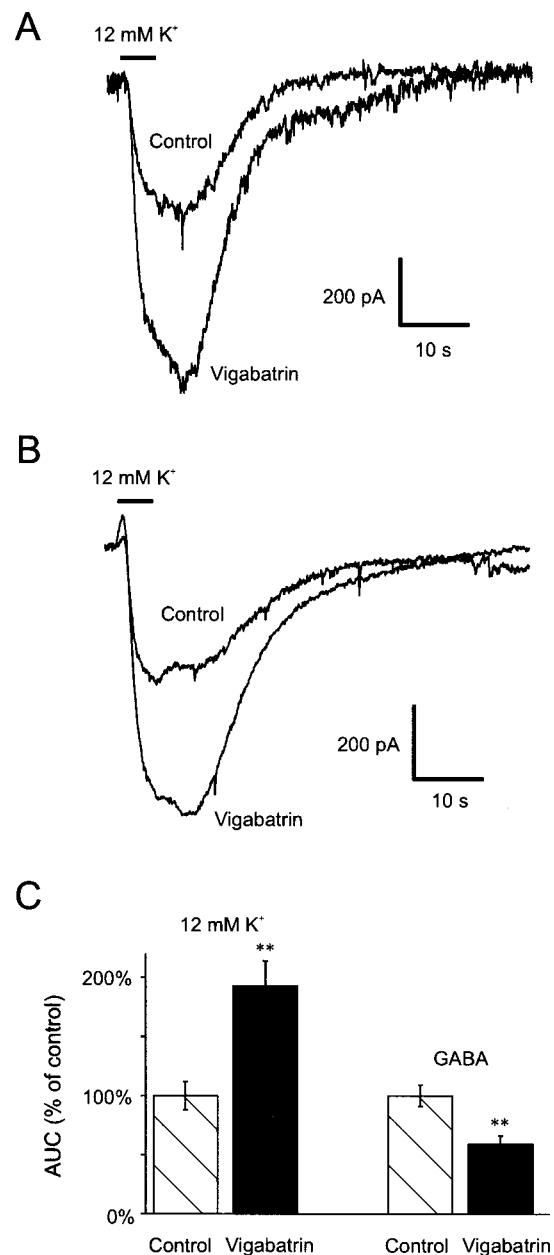 A
12 mM K⁺
Control
200 pA
10 s
Vigabatrin
B
12 mM K⁺
Control
200 pA
10 s
Vigabatrin
C
12 mM K⁺
**
200%
GABA
AUC (% of control)
100%
**
0%
Control Vigabatrin Control Vigabatrin